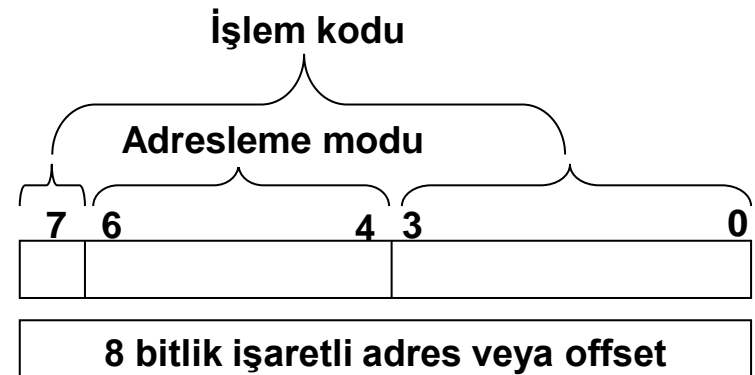 İşlem kodu
Adresleme modu
7 6 4 3 0
8 bitlik işaretli adres veya offset